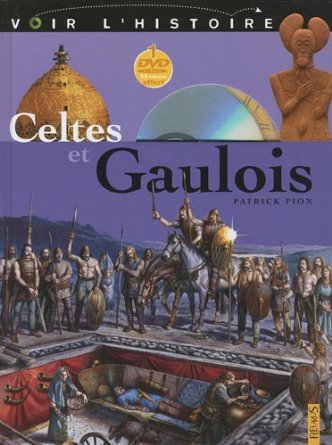 VOIR L'HISTOIRE
1
DVD
offert
Celtes
et
Gaulois
PATRICK PION
FLEURUS